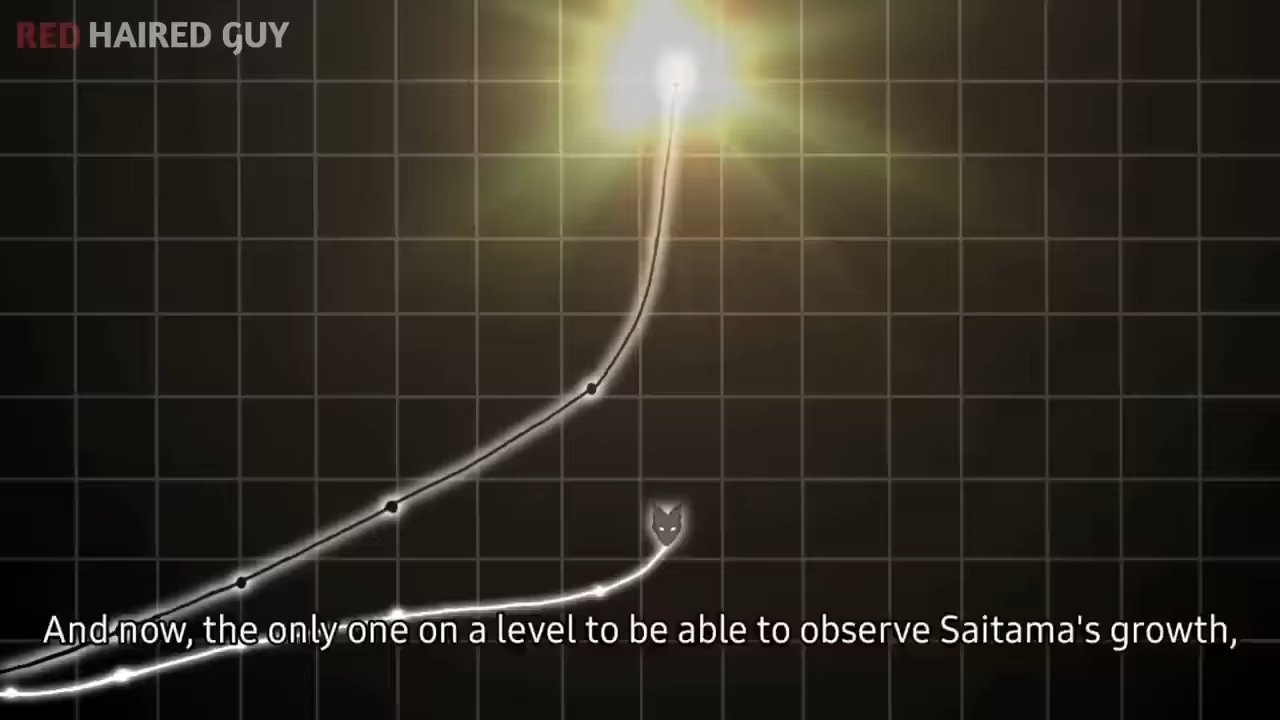 RED HAIRED GUY
And now, the only one on a level to be able to observe Saitama's growth,